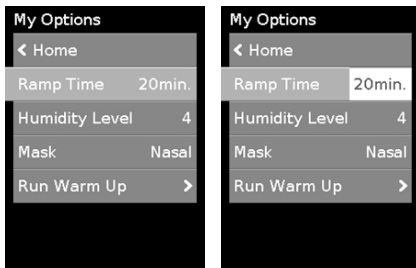 My Options
< Home
Ramp Time 20min.
Humidity Level 4
Mask Nasal
Run Warm Up >
My Options
< Home
Ramp Time 20min.
Humidity Level 4
Mask Nasal
Run Warm Up >